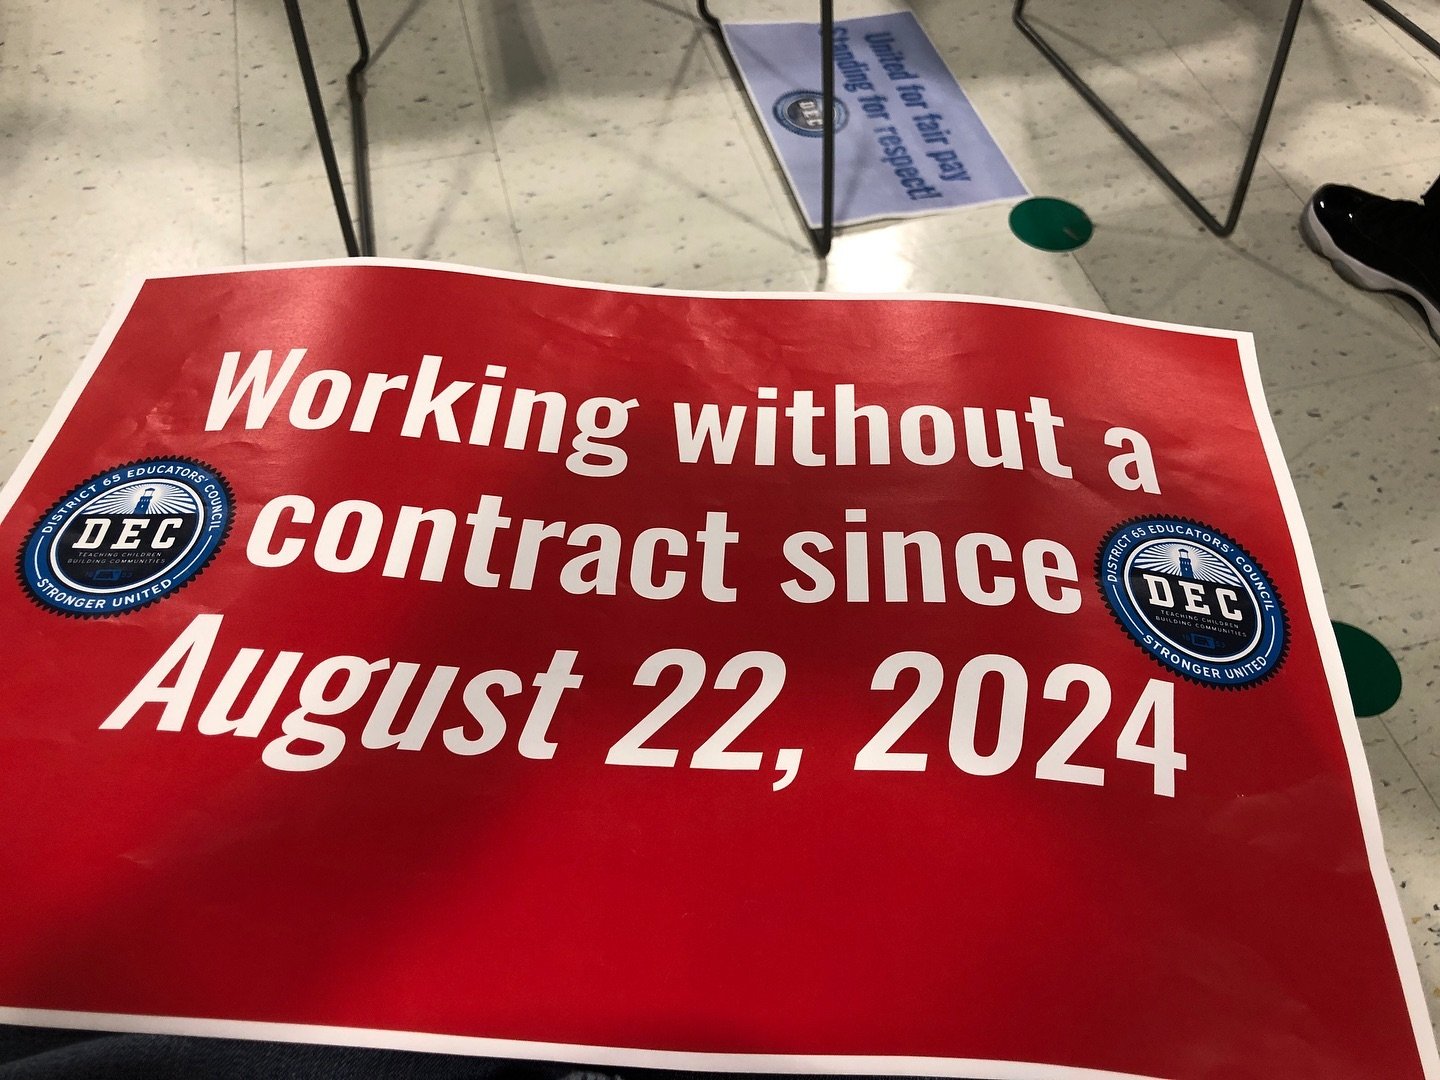 United for fair pay
Standing for respect!
DEC
Working without a
contract since
August 22, 2024
DISTRICT 65 EDUCATORS' COUNCIL
DEC
TEACHING CHILDREN
BUILDING COMMUNITIES
STRONGER UNITED
DISTRICT 65 EDUCATORS' COUNCIL
DEC
TEACHING CHILDREN
BUILDING COMMUNITIES
STRONGER UNITED